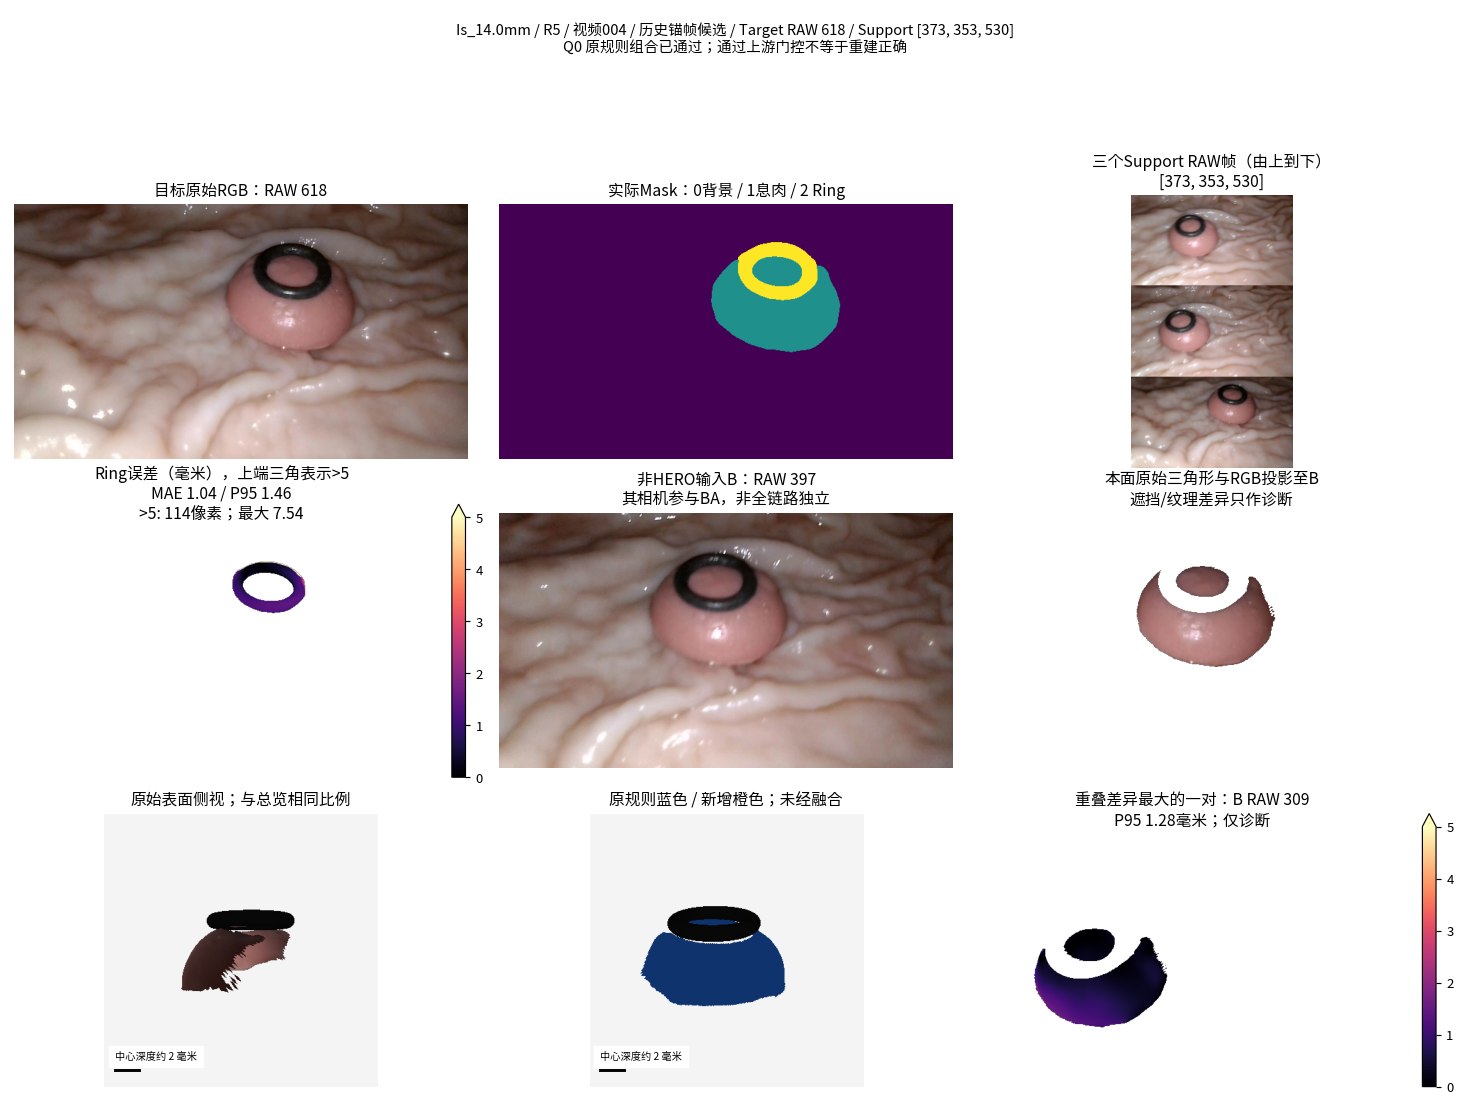 Is_14.0mm / R5 / 视频004 / 历史锚帧候选 / Target RAW 618 / Support [373, 353, 530]
Q0 原规则组合已通过；通过上游门控不等于重建正确
目标原始RGB：RAW 618
实际Mask：0背景 / 1息肉 / 2 Ring
三个Support RAW帧（由上到下）
[373, 353, 530]
Ring误差（毫米），上端三角表示>5
MAE 1.04 / P95 1.46
>5: 114像素；最大 7.54
5
4
3
2
1
0
非HERO输入B：RAW 397
其相机参与BA，非全链路独立
本面原始三角形与RGB投影至B
遮挡/纹理差异只作诊断
原始表面侧视；与总览相同比例
中心深度约 2 毫米
原规则蓝色 / 新增橙色；未经融合
中心深度约 2 毫米
重叠差异最大的一对：B RAW 309
P95 1.28毫米；仅诊断
5
4
3
2
1
0